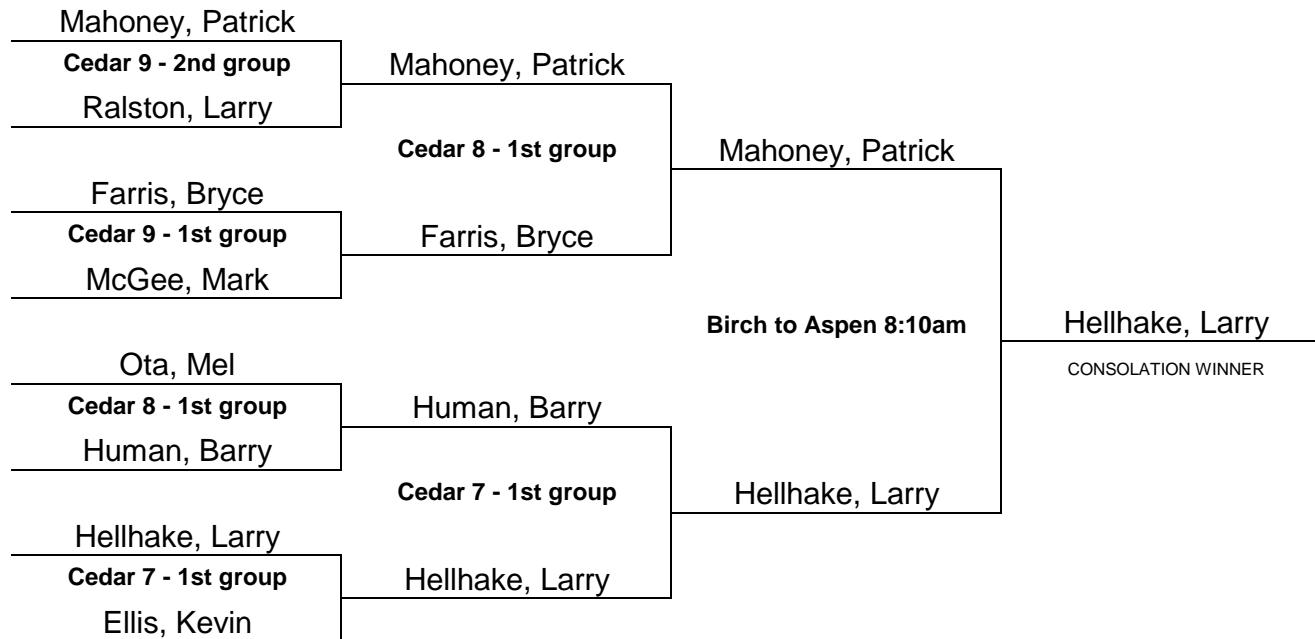 Mahoney, Patrick
Cedar 9 - 2nd group
Ralston, Larry
Farris, Bryce
Cedar 9 - 1st group
McGee, Mark
Ota, Mel
Cedar 8 - 1st group
Human, Barry
Hellhake, Larry
Cedar 7 - 1st group
Ellis, Kevin
Mahoney, Patrick
Cedar 8 - 1st group
Farris, Bryce
Human, Barry
Cedar 7 - 1st group
Hellhake, Larry
Mahoney, Patrick
Birch to Aspen 8:10am
Hellhake, Larry
Hellhake, Larry
CONSOLATION WINNER